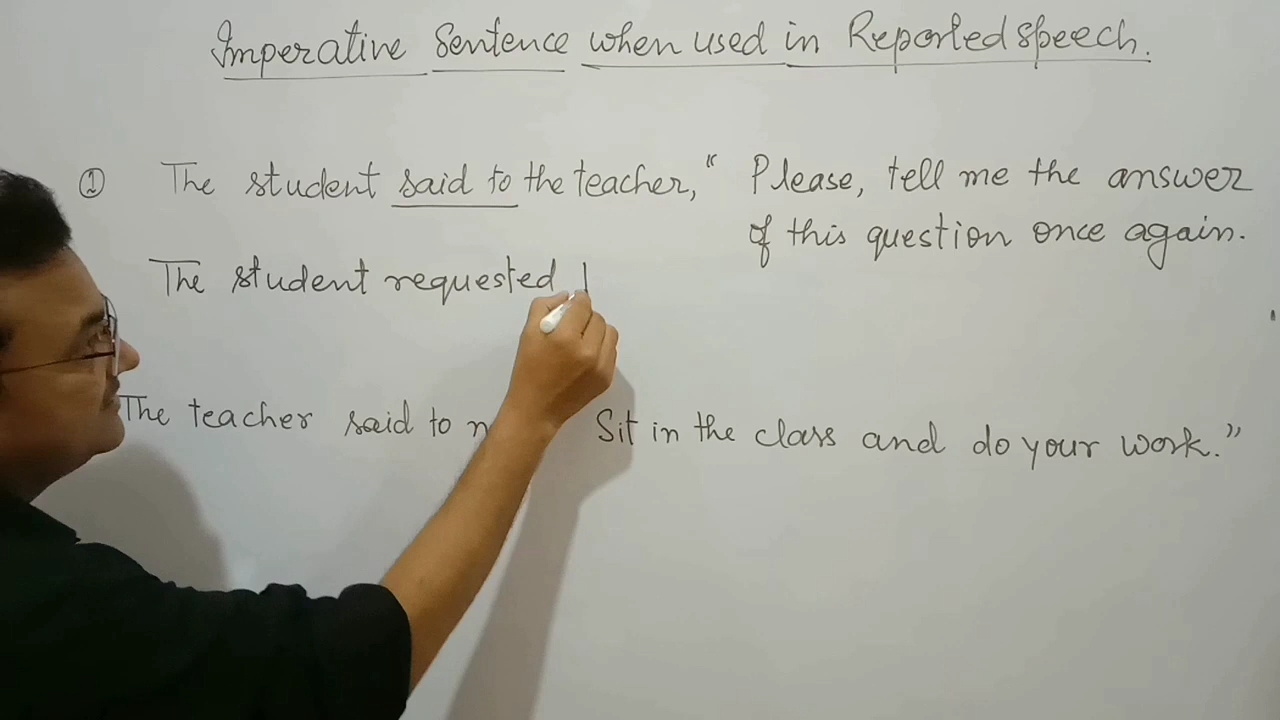 Imperative Sentence when used in Reported speech.
① The student said to the teacher, “ Please, tell me the answer
of this question once again.
The student requested
The teacher said to Sit in the class and do your work.”